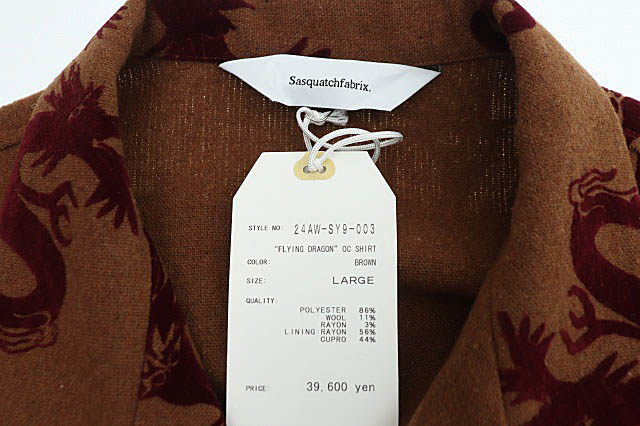 Sasquatchfabrix.
STYLE NO: 24AW-SY9-003
"FLYING DRAGON" OC SHIRT
COLOR: BROWN
SIZE: LARGE
QUALITY:
POLYESTER 86%
WOOL 11%
RAYON 3%
LINING RAYON 56%
CUPRO 44%
PRICE: 39,600 yen